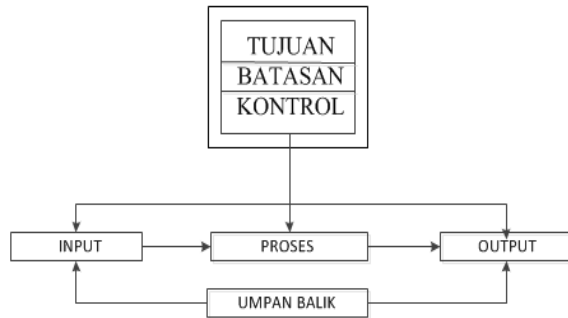 TUJUAN
BATASAN
KONTROL
INPUT
PROSES
OUTPUT
UMPAN BALIK